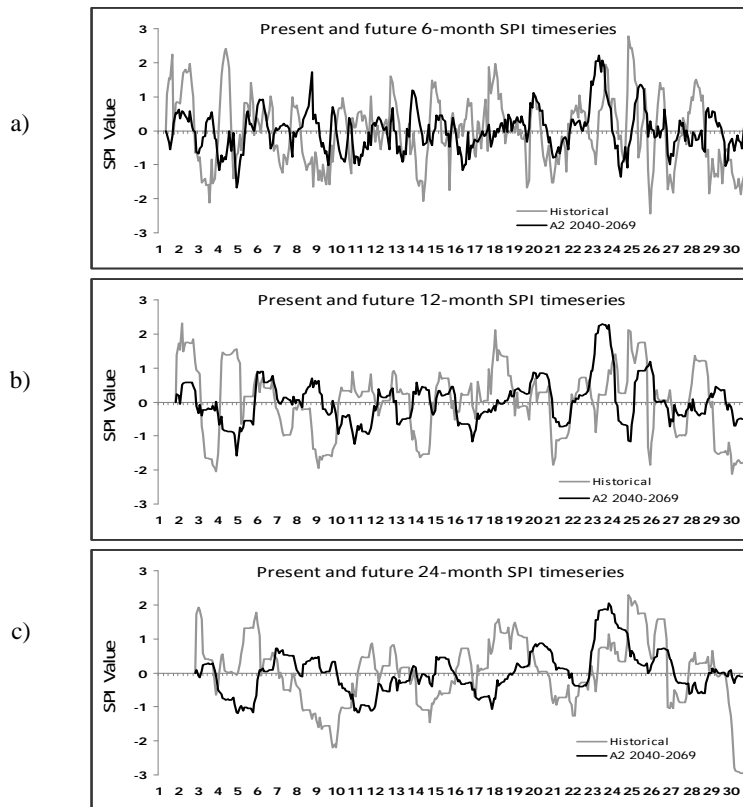 a)
Present and future 6-month SPI timeseries
3
2
1
0
-1
-2
-3
SPI Value
Historical
A2 2040-2069
1 2 3 4 5 6 7 8 9 10 11 12 13 14 15 16 17 18 19 20 21 22 23 24 25 26 27 28 29 30
b)
Present and future 12-month SPI timeseries
3
2
1
0
-1
-2
-3
SPI Value
Historical
A2 2040-2069
1 2 3 4 5 6 7 8 9 10 11 12 13 14 15 16 17 18 19 20 21 22 23 24 25 26 27 28 29 30
c)
Present and future 24-month SPI timeseries
3
2
1
0
-1
-2
-3
SPI Value
Historical
A2 2040-2069
1 2 3 4 5 6 7 8 9 10 11 12 13 14 15 16 17 18 19 20 21 22 23 24 25 26 27 28 29 30